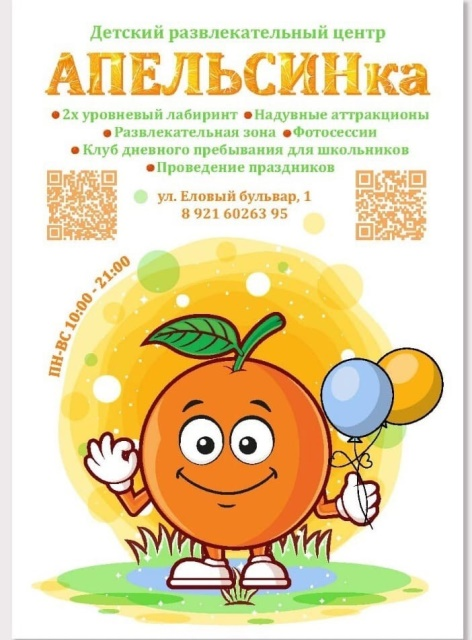 Детский развлекательный центр
АПЕЛЬСИНка
•2х уровневый лабиринт •Надувные аттракционы
•Развлекательная зона •Фотосессии
•Клуб дневного пребывания для школьников
•Проведение праздников
ул. Еловый бульвар, 1
8 921 60263 95
ПН-ВС 10:00 - 21:00